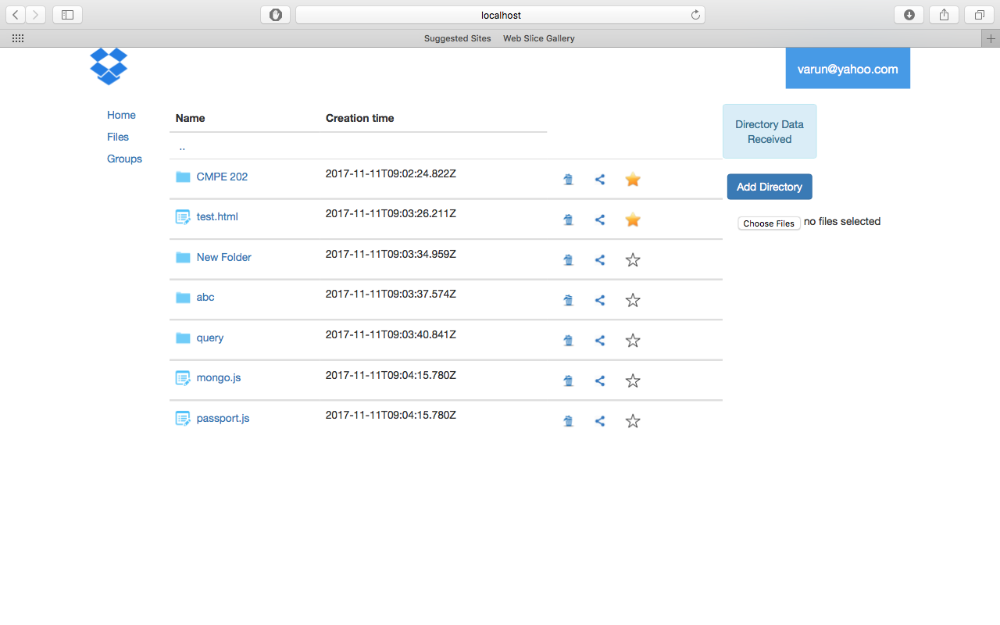 localhost
Suggested Sites Web Slice Gallery
varun@yahoo.com
Home
Files
Groups
Name Creation time
..
CMPE 202 2017-11-11T09:02:24.822Z
test.html 2017-11-11T09:03:26.211Z
New Folder 2017-11-11T09:03:34.959Z
abc 2017-11-11T09:03:37.574Z
query 2017-11-11T09:03:40.841Z
mongo.js 2017-11-11T09:04:15.780Z
passport.js 2017-11-11T09:04:15.780Z
Directory Data
Received
Add Directory
Choose Files no files selected